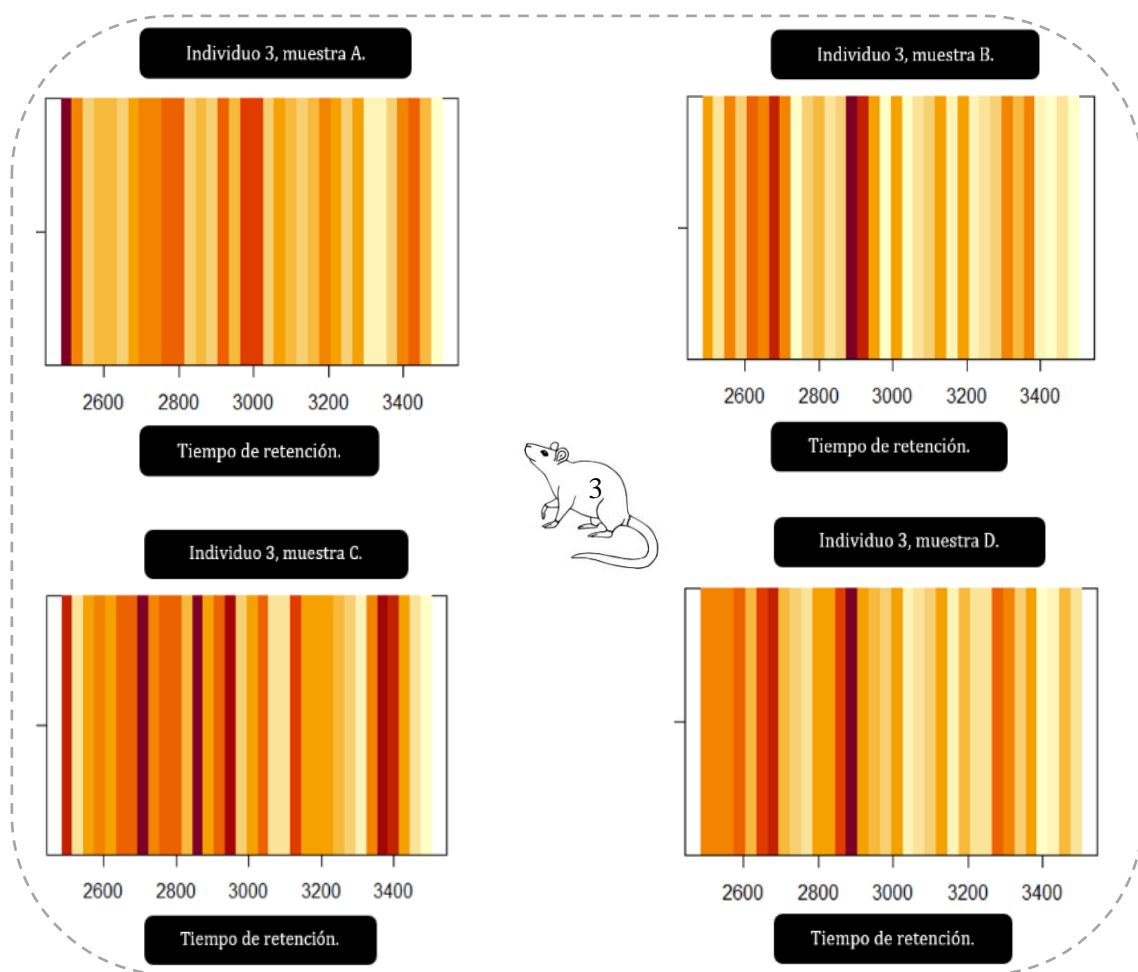 Individuo 3, muestra A.
Individuo 3, muestra B.
2600 2800 3000 3200 3400
2600 2800 3000 3200 3400
Tiempo de retención.
Tiempo de retención.
3
Individuo 3, muestra C.
Individuo 3, muestra D.
2600 2800 3000 3200 3400
2600 2800 3000 3200 3400
Tiempo de retención.
Tiempo de retención.